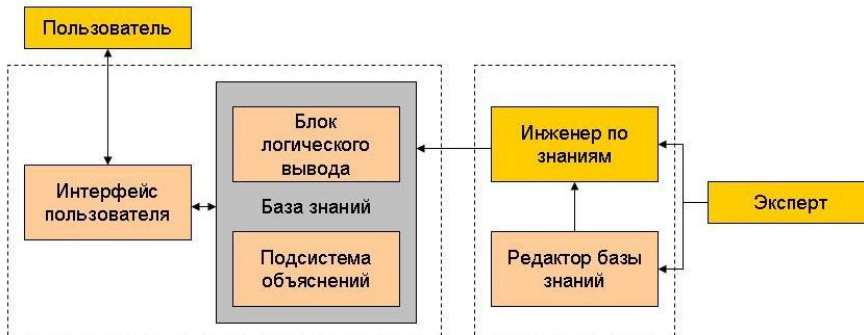 Пользователь
Блок
логического
вывода
Инженер по
знаниям
Интерфейс
пользователя
База знаний
Эксперт
Подсистема
объяснений
Редактор базы
знаний